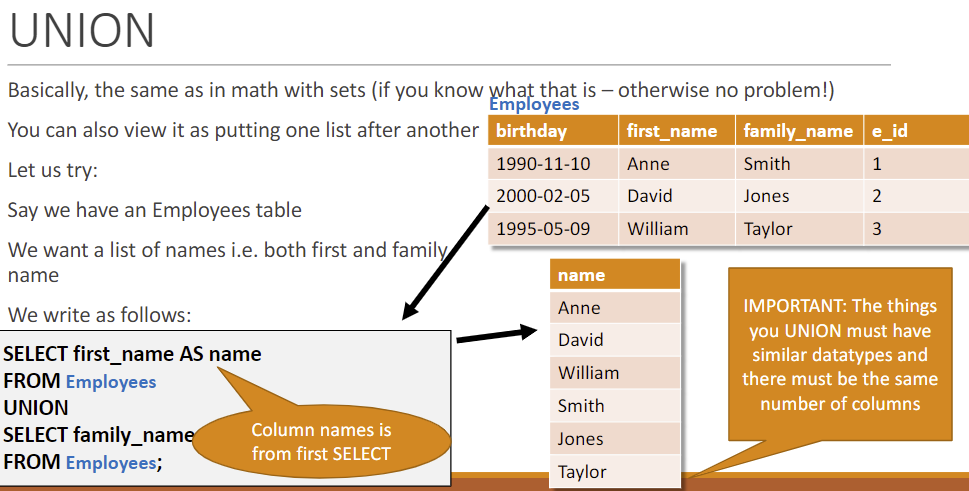 UNION
Basically, the same as in math with sets (if you know what that is – otherwise no problem!)
You can also view it as putting one list after another
Let us try:
Say we have an Employees table
We want a list of names i.e. both first and family
name
We write as follows:
Employees
birthday first_name family_name e_id
1990-11-10 Anne Smith 1
2000-02-05 David Jones 2
1995-05-09 William Taylor 3
SELECT first_name AS name
FROM Employees
UNION
SELECT family_name
FROM Employees;
Column names is
from first SELECT
name
Anne
David
William
Smith
Jones
Taylor
IMPORTANT: The things
you UNION must have
similar datatypes and
there must be the same
number of columns